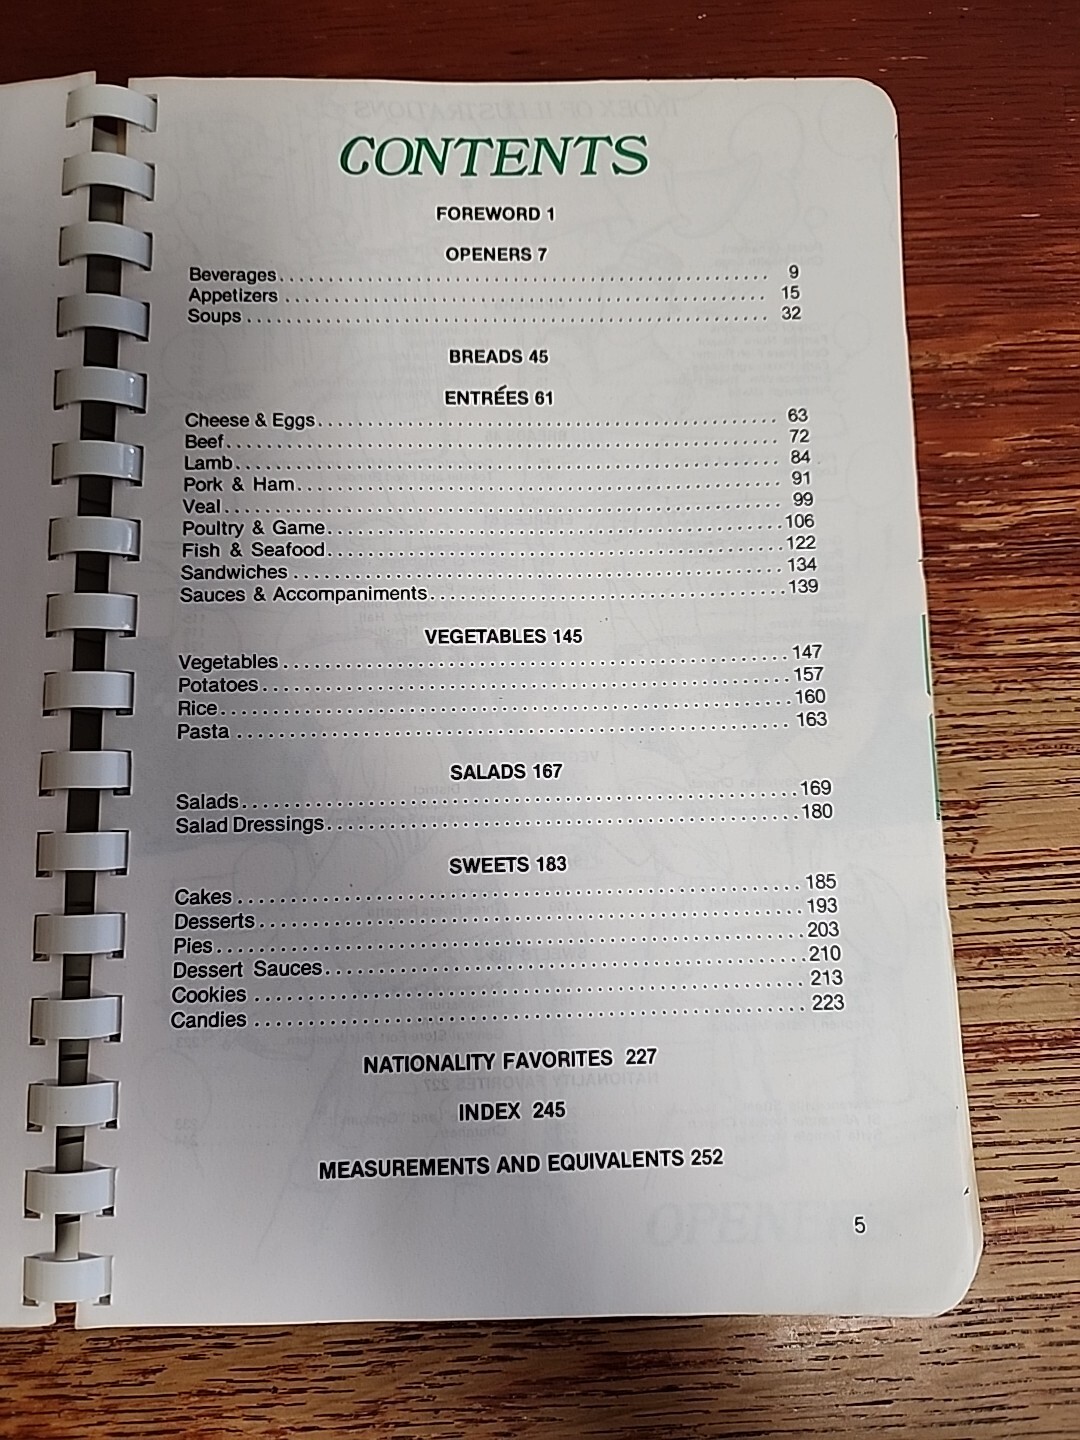 CONTENTS
FOREWORD 1
OPENERS 7
Beverages 9
Appetizers 15
Soups 32
BREADS 45
ENTRÉES 61
Cheese & Eggs 63
Beef 72
Lamb 84
Pork & Ham 91
Veal 99
Poultry & Game 106
Fish & Seafood 122
Sandwiches 134
Sauces & Accompaniments 139
VEGETABLES 145
Vegetables 147
Potatoes 157
Rice 160
Pasta 163
SALADS 167
Salads 169
Salad Dressings 180
SWEETS 183
Cakes 185
Desserts 193
Pies 203
Dessert Sauces 210
Cookies 213
Candies 223
NATIONALITY FAVORITES 227
INDEX 245
MEASUREMENTS AND EQUIVALENTS 252
5